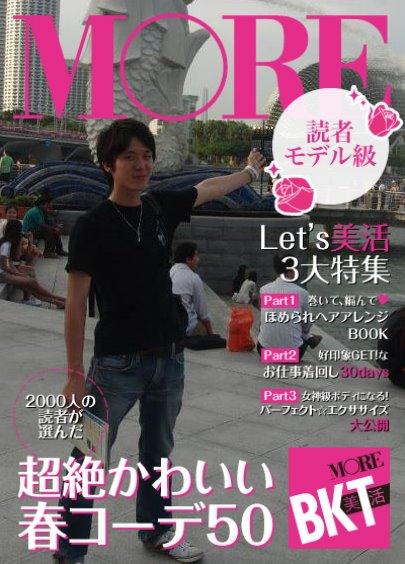 MORE
読者
モデル級
Let's美活
3大特集
Part1 巻いて、編んて♥
ほめられヘアアレンジ
BOOK
Part2 好印象GET!な
お仕事着回し30days
Part3 女神級ボディになる!
パーフェクト☆エクササイズ
大公開
2000人の
読者が
選んだ
超絶かわいい
春コーデ50
MORE
美活
BKT